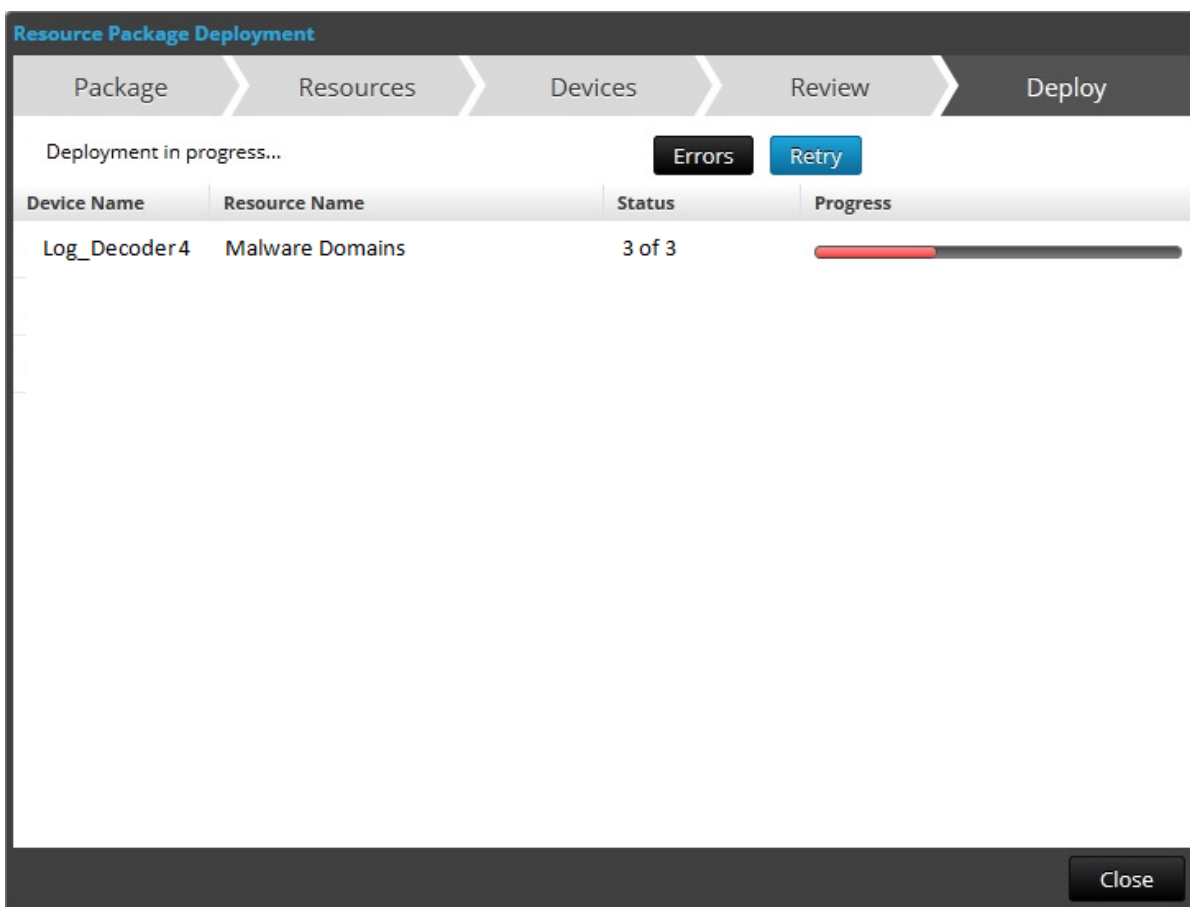 Resource Package Deployment
Package Resources Devices Review Deploy
Deployment in progress... Errors Retry
Device Name Resource Name Status Progress
Log_Decoder4 Malware Domains 3 of 3
Close